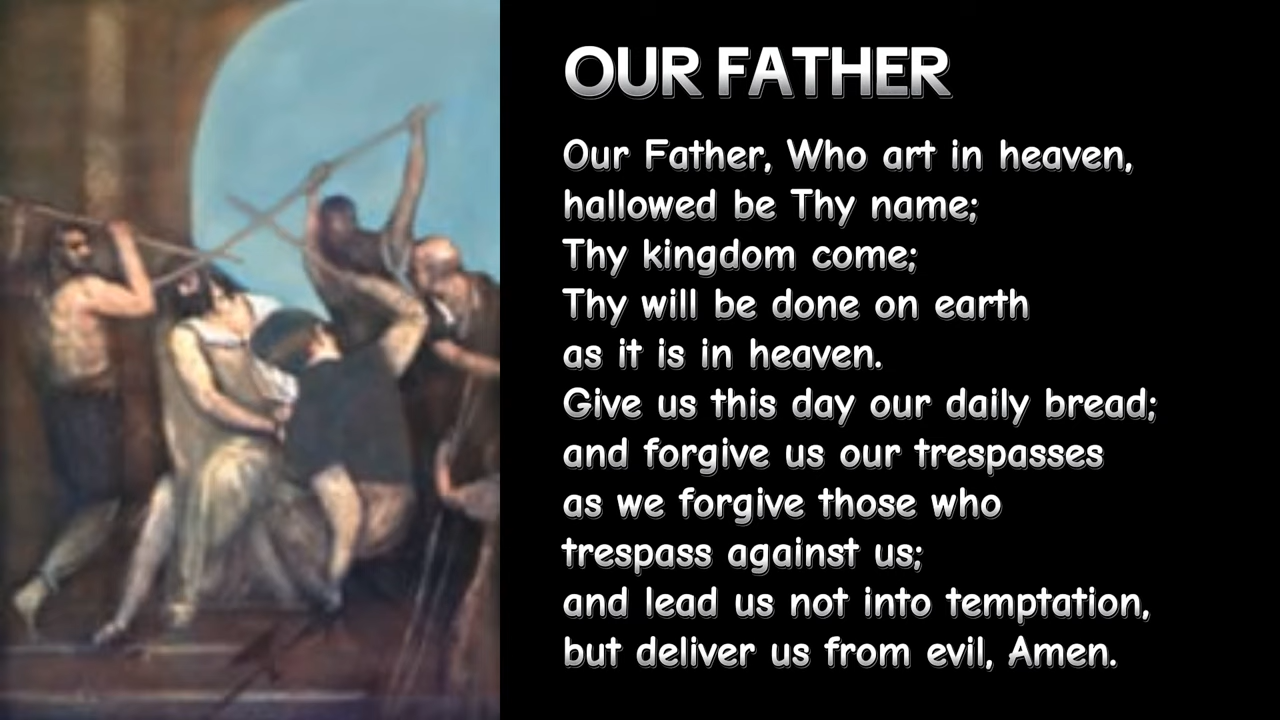 OUR FATHER
Our Father, Who art in heaven,
hallowed be Thy name;
Thy kingdom come;
Thy will be done on earth
as it is in heaven.
Give us this day our daily bread;
and forgive us our trespasses
as we forgive those who
trespass against us;
and lead us not into temptation,
but deliver us from evil, Amen.